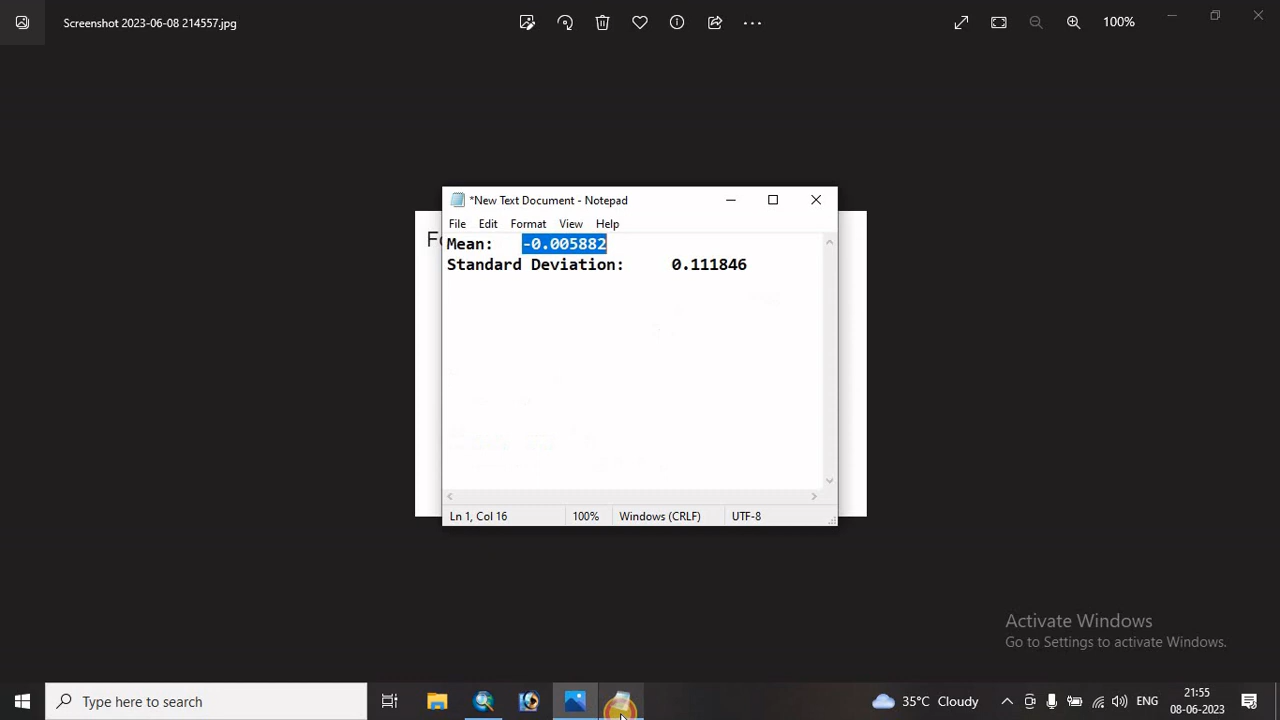 Screenshot 2023-06-08 214557.jpg
100%
*New Text Document - Notepad
File Edit Format View Help
Mean: -0.005882
Standard Deviation: 0.111846
Ln 1, Col 16 100% Windows (CRLF) UTF-8
Activate Windows
Go to Settings to activate Windows.
Type here to search
35°C Cloudy
ENG
21:55
08-06-2023